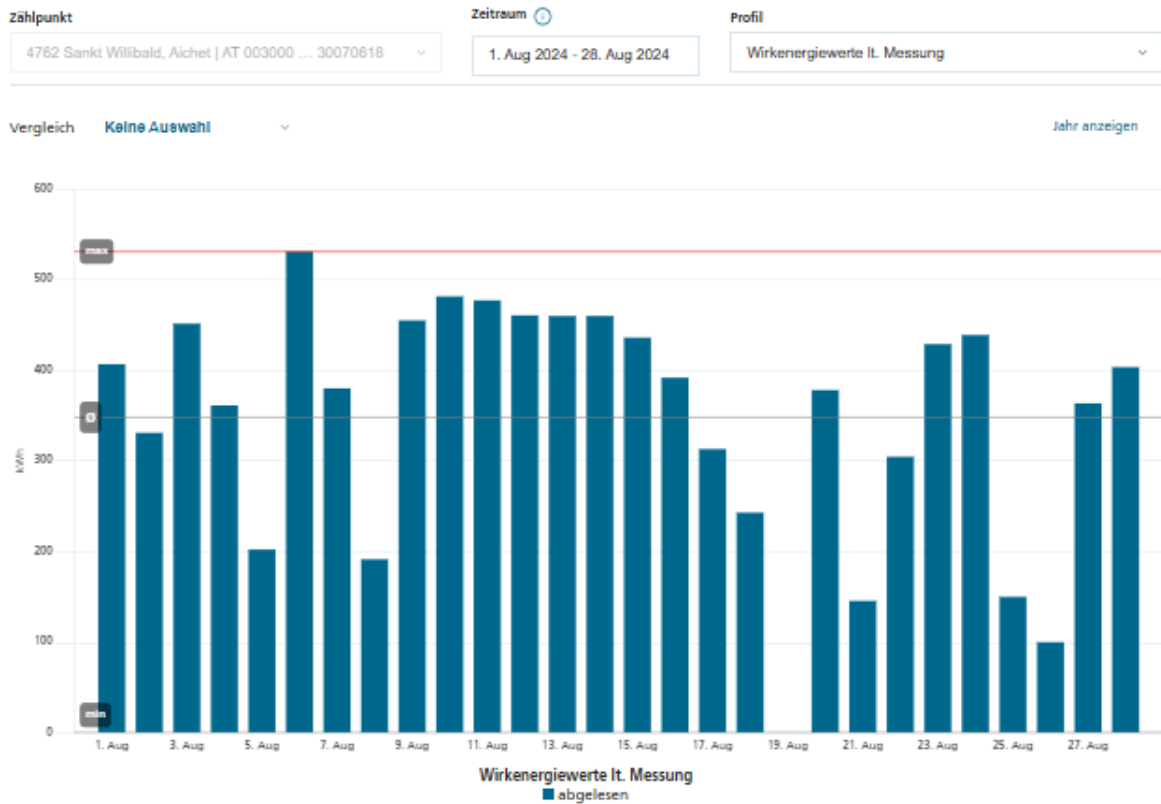 Zählpunkt
Zeitraum
Profil
4762 Sankt Willibald, Aichet | AT 003000 ... 30070618
1. Aug 2024 - 28. Aug 2024
Wirkenergiewerte lt. Messung
Vergleich Keine Auswahl
Jahr anzeigen
600
max
500
400
Ø
kWh
300
200
100
min
0
1. Aug 3. Aug 5. Aug 7. Aug 9. Aug 11. Aug 13. Aug 15. Aug 17. Aug 19. Aug 21. Aug 23. Aug 25. Aug 27. Aug
Wirkenergiewerte lt. Messung
abgelesen